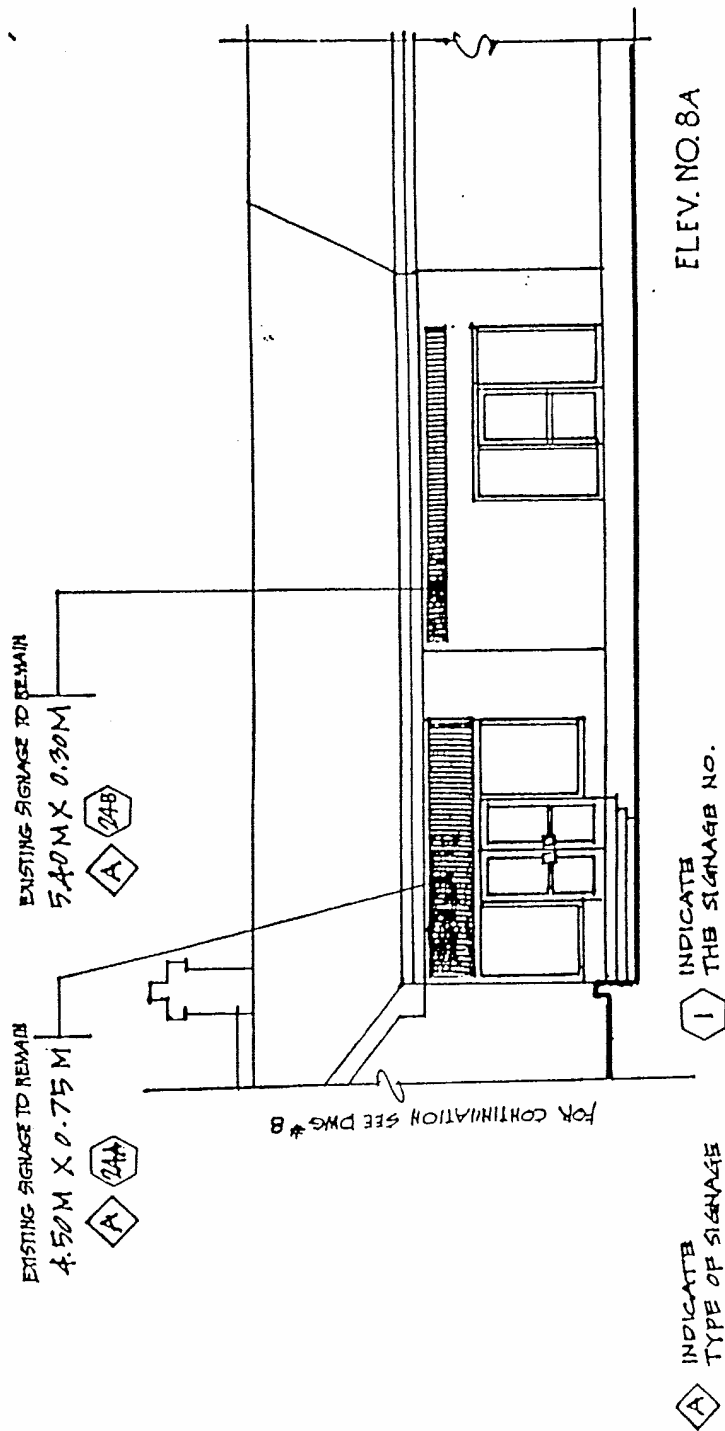 EXISTING SIGNAGE TO REMAIN
4.50M X 0.75M
A 24A
EXISTING SIGNAGE TO REMAIN
5.40M X 0.30M
A 24B
FOR CONTINUATION SEE DWG #8
A INDICATE
TYPE OF SIGNAGE
1 INDICATE
THE SIGNAGE NO.
ELEV. NO. 8A